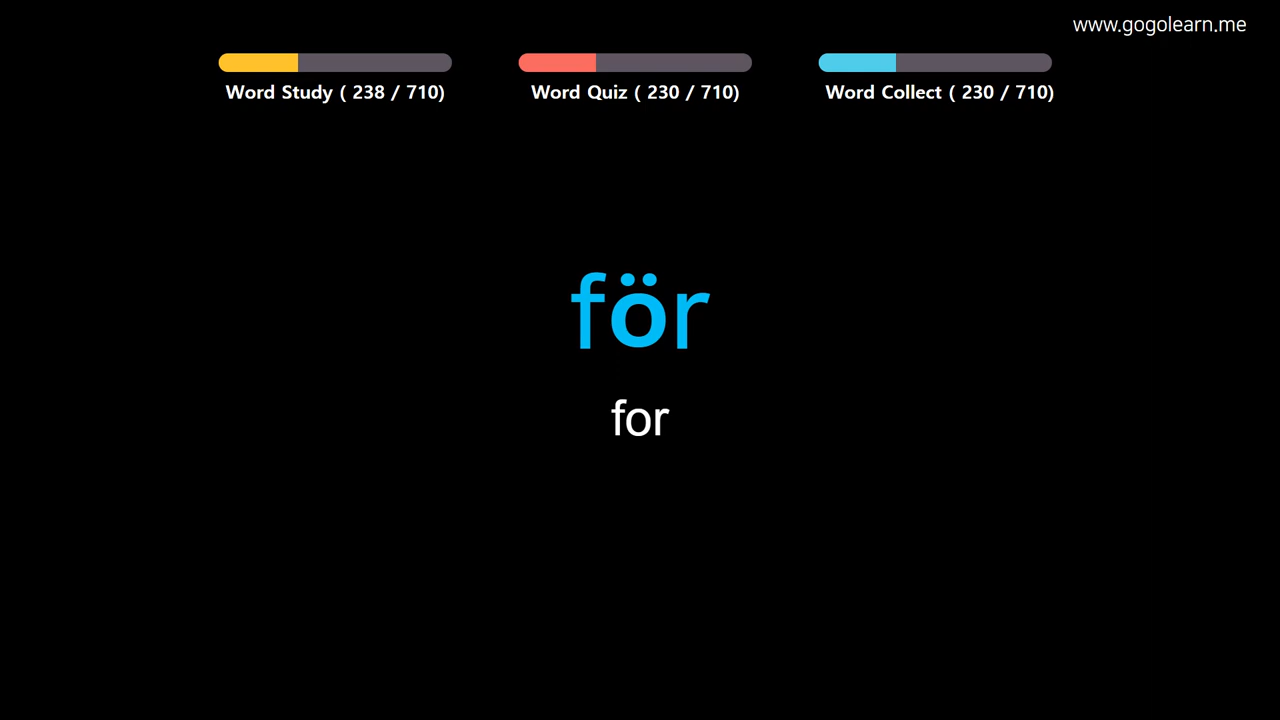 www.gogolearn.me
Word Study ( 238 / 710)
Word Quiz ( 230 / 710)
Word Collect ( 230 / 710)
för
for